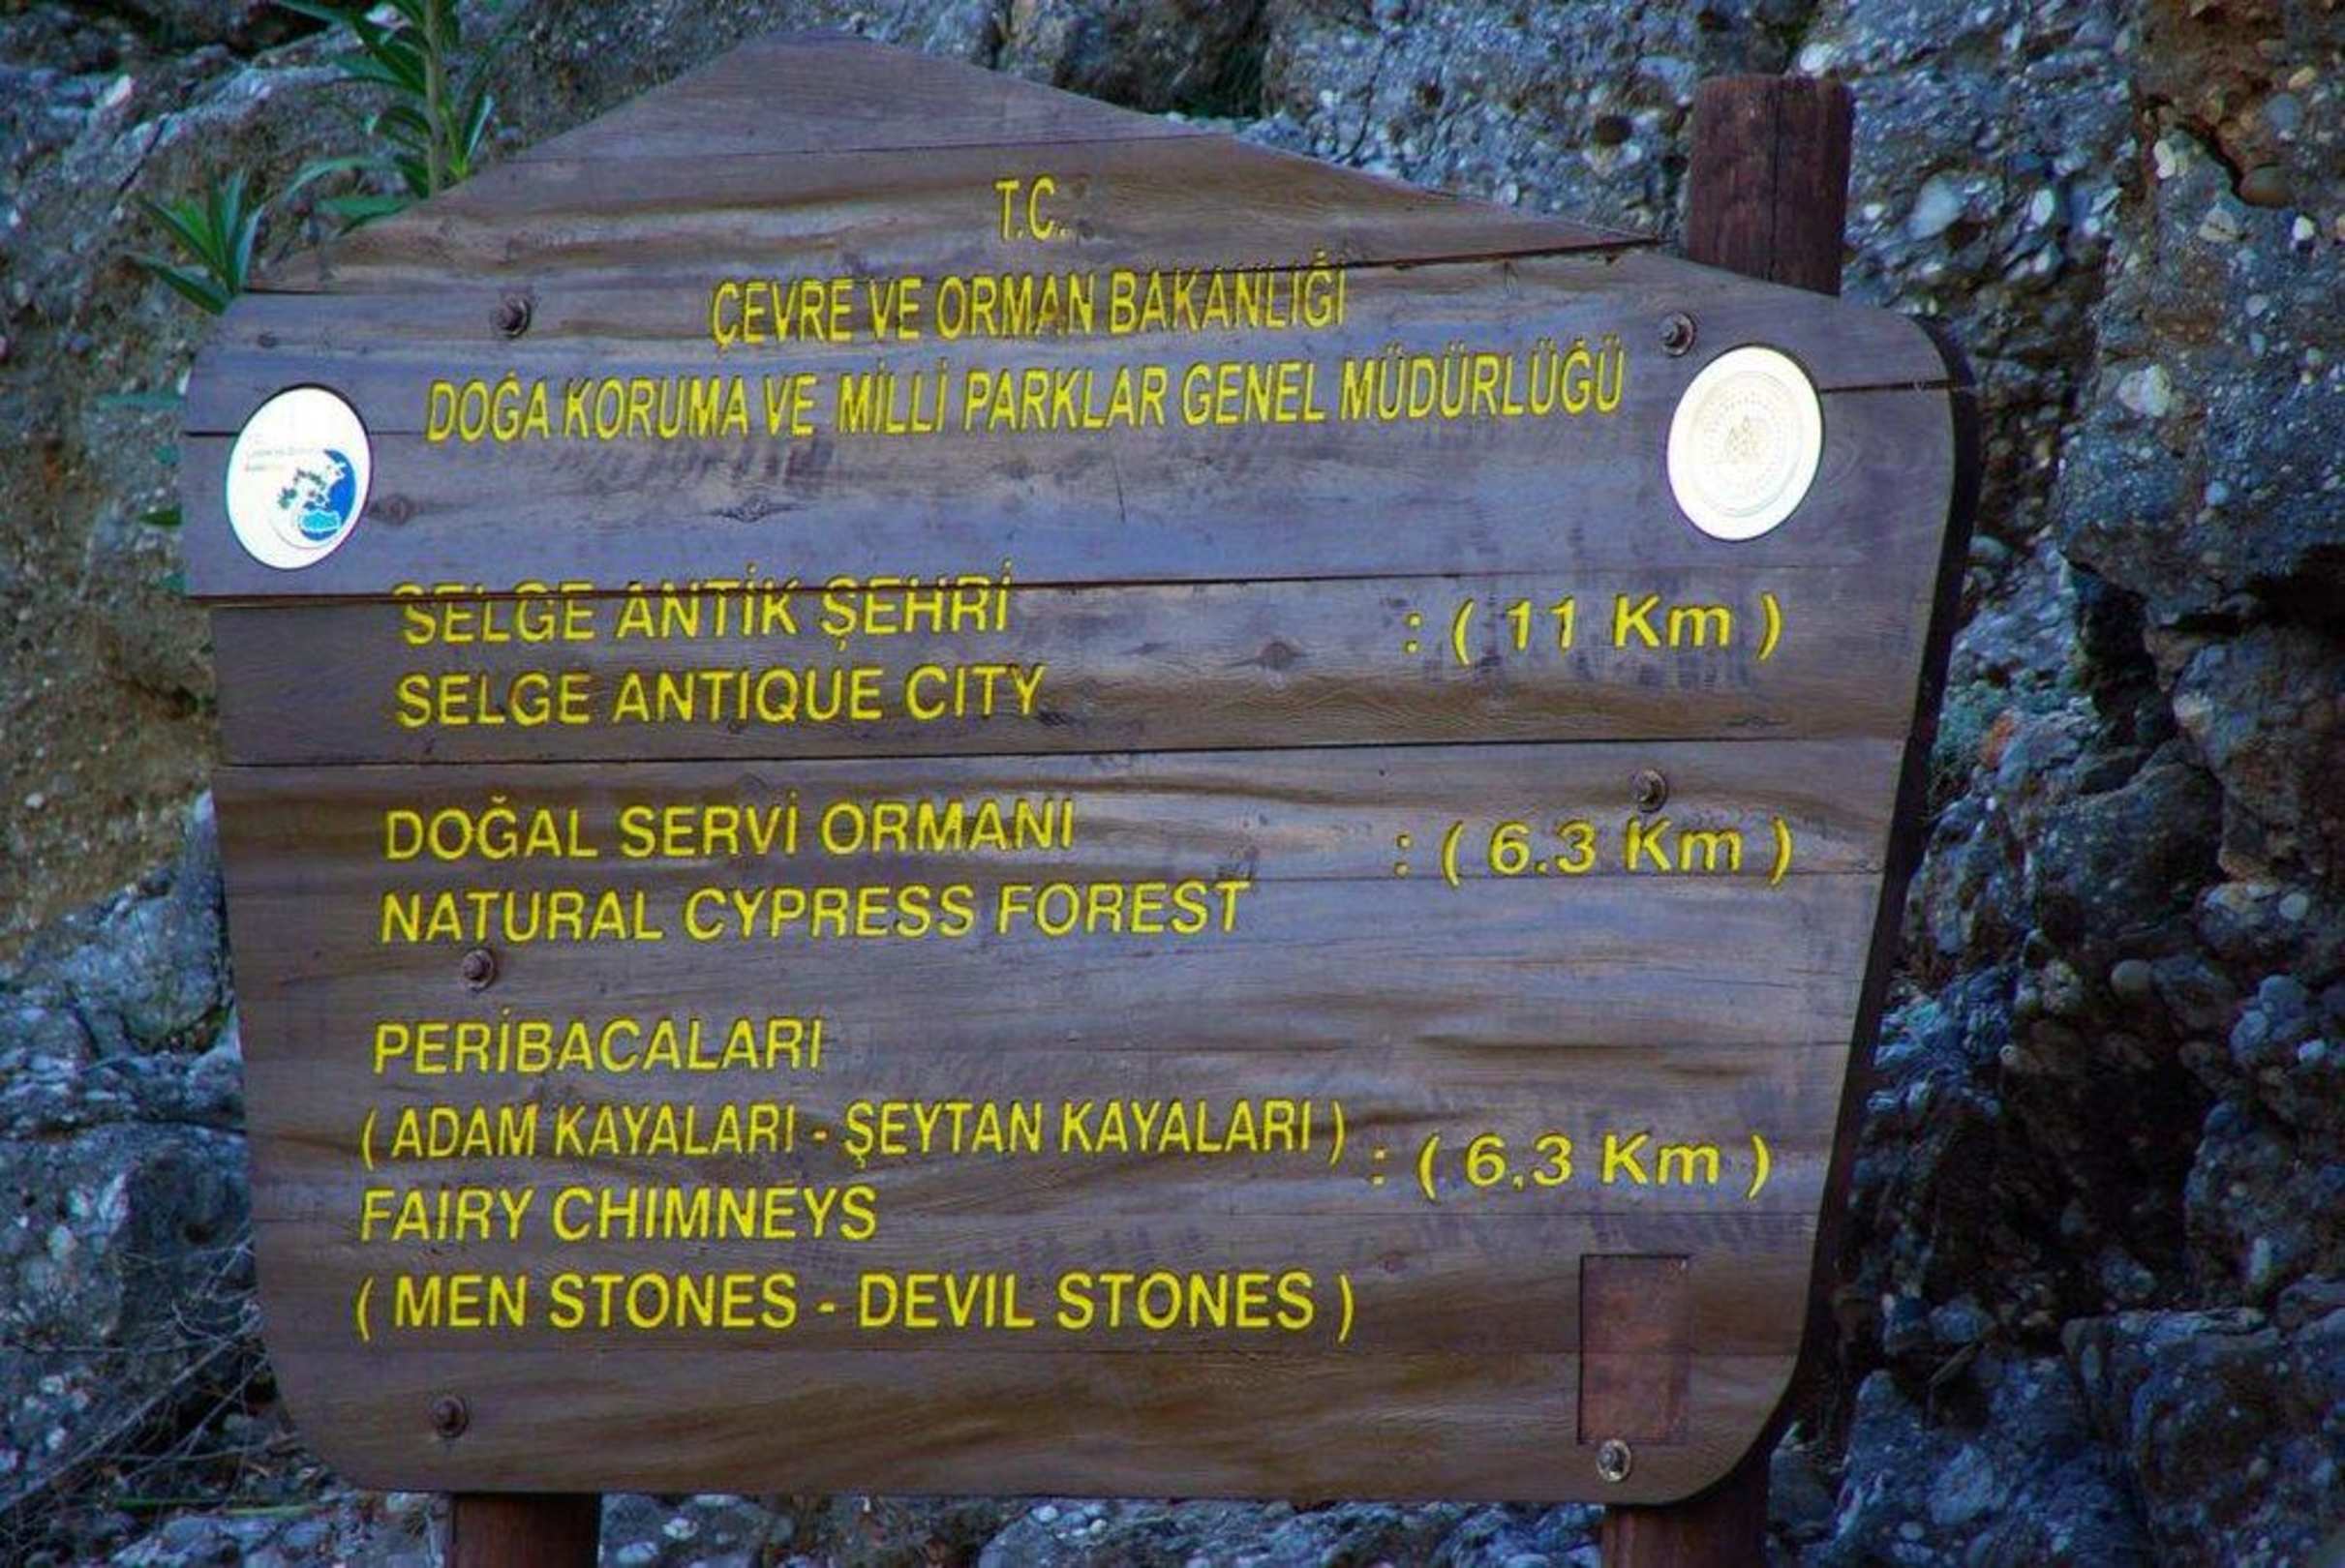 T.C.
ÇEVRE VE ORMAN BAKANLIĞI
DOĞA KORUMA VE MİLLİ PARKLAR GENEL MÜDÜRLÜĞÜ
SELGE ANTİK ŞEHRİ : ( 11 Km )
SELGE ANTIQUE CITY
DOĞAL SERVİ ORMANI : ( 6.3 Km )
NATURAL CYPRESS FOREST
PERİBACALARI
( ADAM KAYALARI - ŞEYTAN KAYALARI ) : ( 6.3 Km )
FAIRY CHIMNEYS
( MEN STONES - DEVIL STONES )